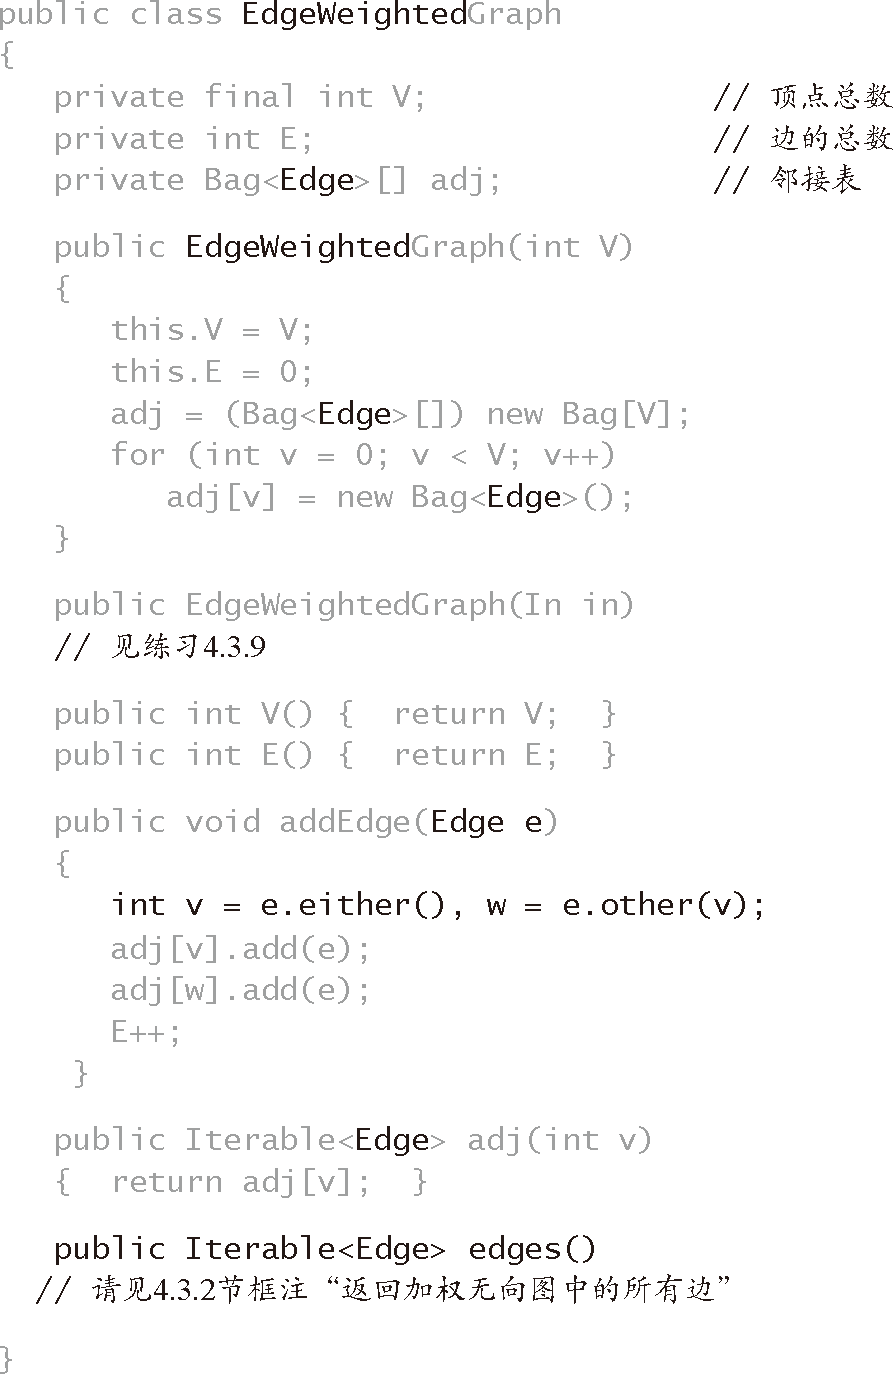 public class EdgeWeightedGraph
{
   private final int V;               // 顶点总数
   private int E;                     // 边的总数
   private Bag<Edge>[] adj;           // 邻接表
   public EdgeWeightedGraph(int V)
   {
      this.V = V;
      this.E = 0;
      adj = (Bag<Edge>[]) new Bag[V];
      for (int v = 0; v < V; v++)
         adj[v] = new Bag<Edge>();
   }
   public EdgeWeightedGraph(In in)
   // 见练习4.3.9
   public int V() {  return V;  }
   public int E() {  return E;  }
   public void addEdge(Edge e)
   {
      int v = e.either(), w = e.other(v);
      adj[v].add(e);
      adj[w].add(e);
      E++;
    }
   public Iterable<Edge> adj(int v)
   {  return adj[v];  }
   public Iterable<Edge> edges()
  // 请见4.3.2节框注“返回加权无向图中的所有边”
}